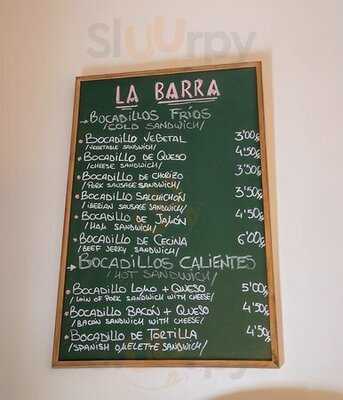 Sluurpy
LA BARRA
→BOCADILLOS FRÍOS
/COLD SANDWICH/
• BOCADILLO VEGETAL 3'00€
/VEGETABLE SANDWICH/
• BOCADILLO DE QUESO 4'50€
/CHEESE SANDWICH/
• BOCADILLO DE CHORIZO 3'50€
/PORK SAUSAGE SANDWICH/
• BOCADILLO SALCHICHÓN 3'50€
/IBERIAN SAUSAGE SANDWICH/
• BOCADILLO DE JAMÓN 4'50€
/HAM SANDWICH/
• BOCADILLO DE CECINA 6'00€
/BEEF JERKY SANDWICH/
→BOCADILLOS CALIENTES
/HOT SANDWICH/
• BOCADILLO LOMO + QUESO 5'00€
/LOIN OF PORK SANDWICH WITH CHEESE/
• BOCADILLO BACON + QUESO 4'50€
/BACON SANDWICH WITH CHEESE/
• BOCADILLO DE TORTILLA 4'50€
/SPANISH OMELETTE SANDWICH/